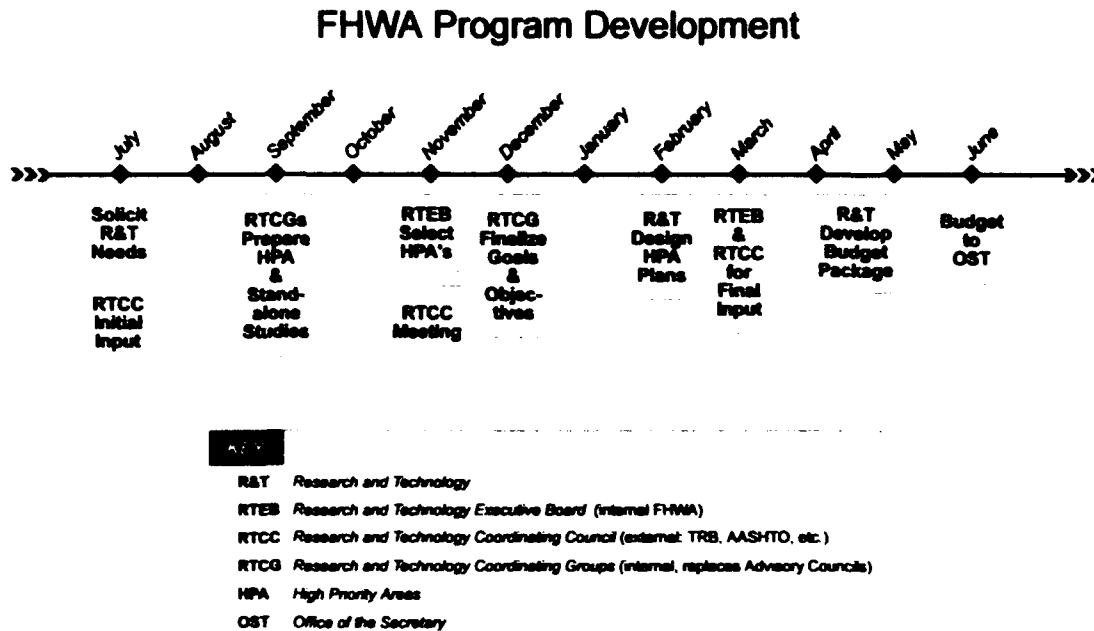 FHWA Program Development
July
August
September
October
November
December
January
February
March
April
May
June
Solicit
R&T
Needs
RTCC
Initial
Input
RTCGs
Prepare
HPA
&
Stand-
alone
Studies
RTEB
Select
HPA's
RTCC
Meeting
RTCG
Finalize
Goals
&
Objec-
tives
R&T
Design
HPA
Plans
RTEB
&
RTCC
for
Final
Input
R&T
Develop
Budget
Package
Budget
to
OST
KEY
R&T Research and Technology
RTEB Research and Technology Executive Board (internal FHWA)
RTCC Research and Technology Coordinating Council (external: TRB, AASHTO, etc.)
RTCG Research and Technology Coordinating Groups (internal, replaces Advisory Councils)
HPA High Priority Areas
OST Office of the Secretary